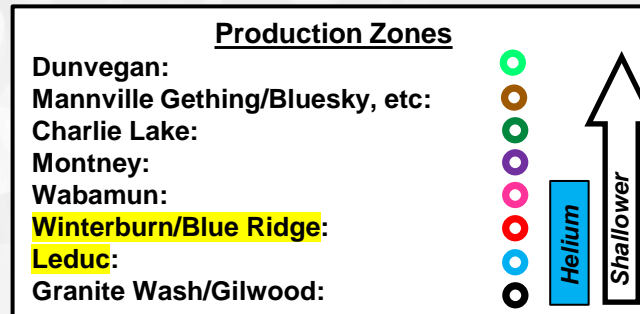 Production Zones
Dunvegan:
Mannville Gething/Bluesky, etc:
Charlie Lake:
Montney:
Wabamun:
Winterburn/Blue Ridge:
Leduc:
Granite Wash/Gilwood:
Helium
Shallower